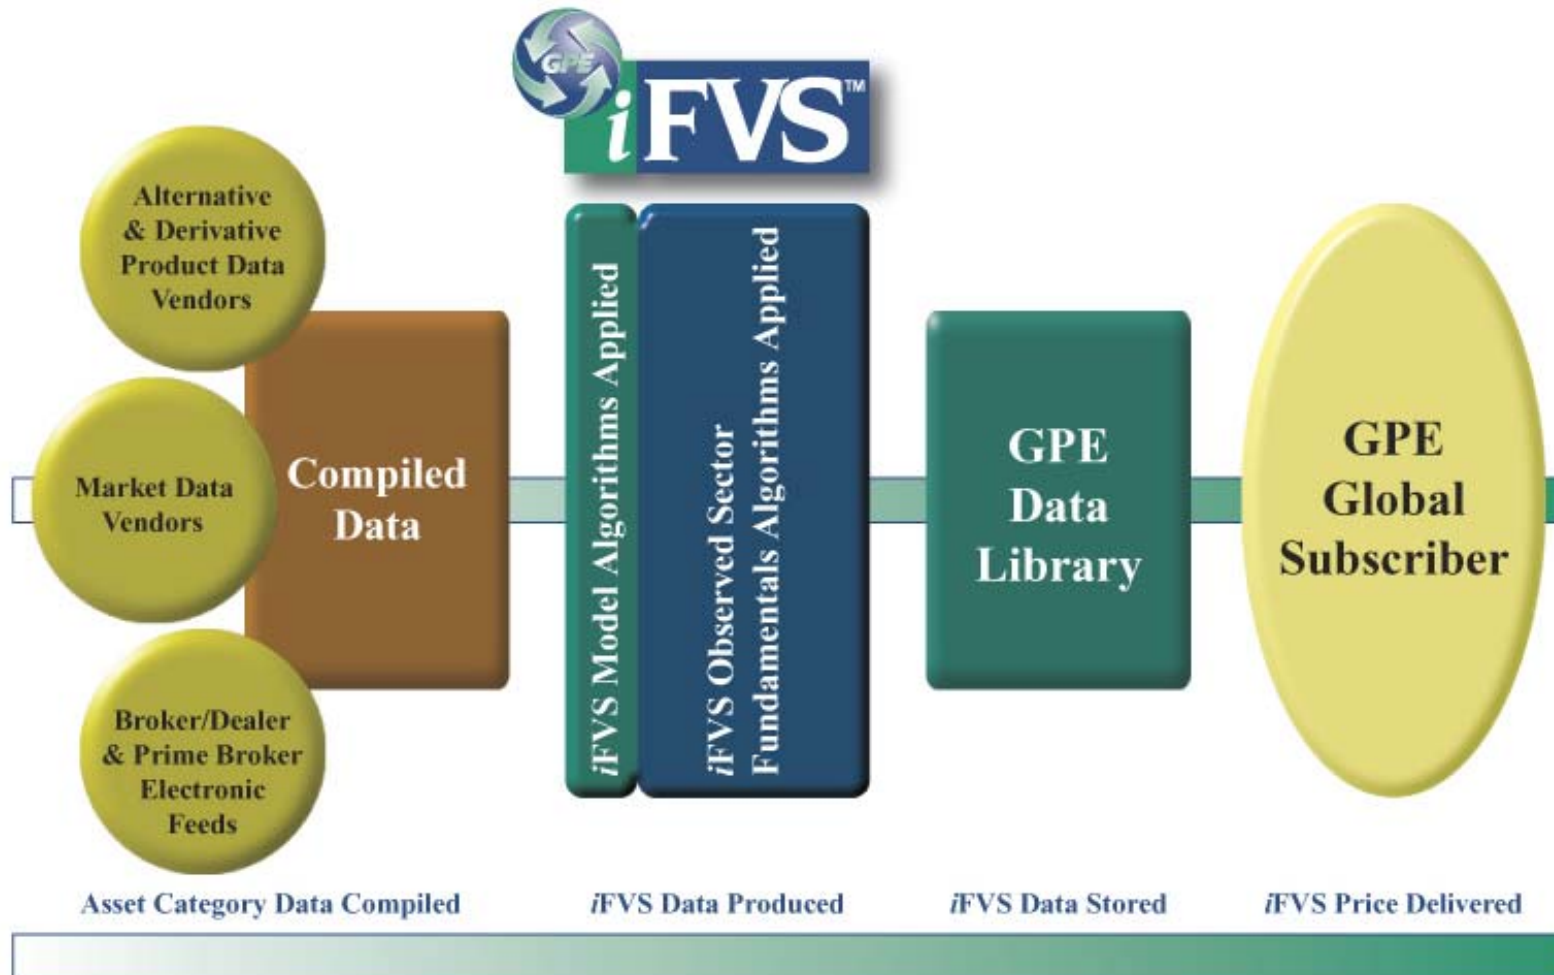 GPE
iFVS™
Alternative
& Derivative
Product Data
Vendors
Market Data
Vendors
Broker/Dealer
& Prime Broker
Electronic
Feeds
Compiled
Data
iFVS Model Algorithms Applied
iFVS Observed Sector
Fundamentals Algorithms Applied
GPE
Data
Library
GPE
Global
Subscriber
Asset Category Data Compiled
iFVS Data Produced
iFVS Data Stored
iFVS Price Delivered